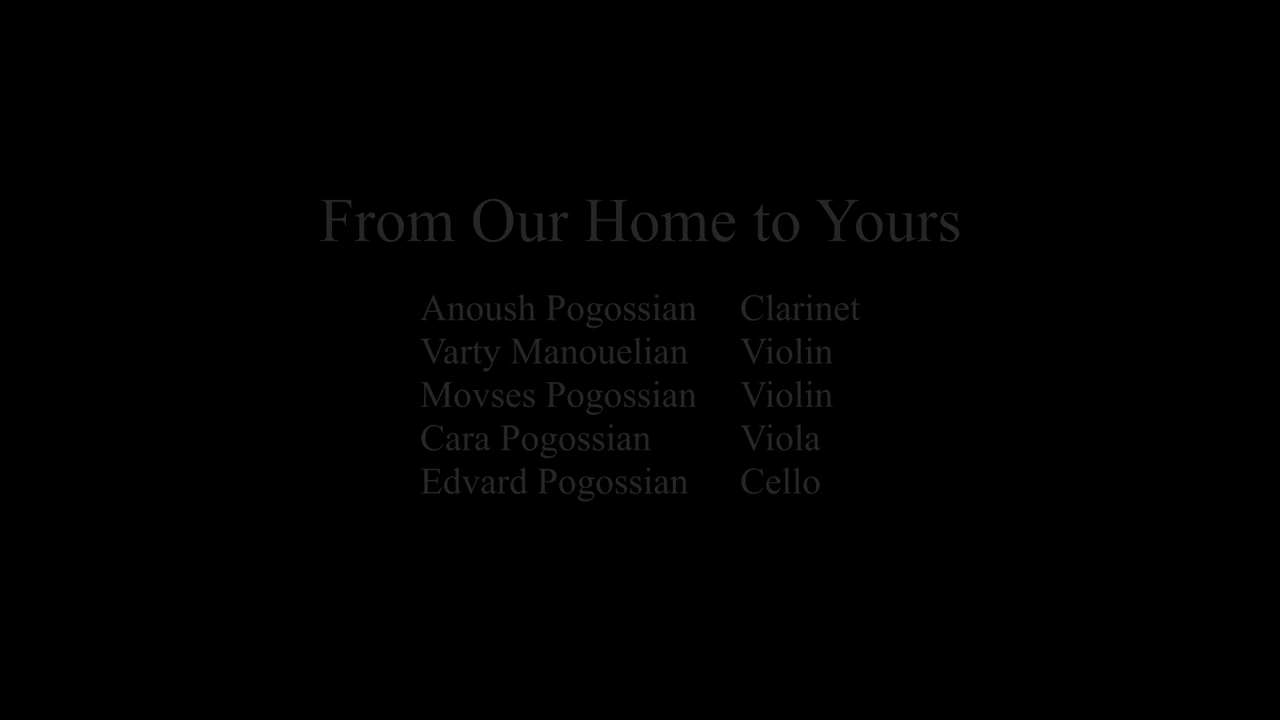 From Our Home to Yours
Anoush Pogossian Clarinet
Varty Manouelian Violin
Movses Pogossian Violin
Cara Pogossian Viola
Edvard Pogossian Cello